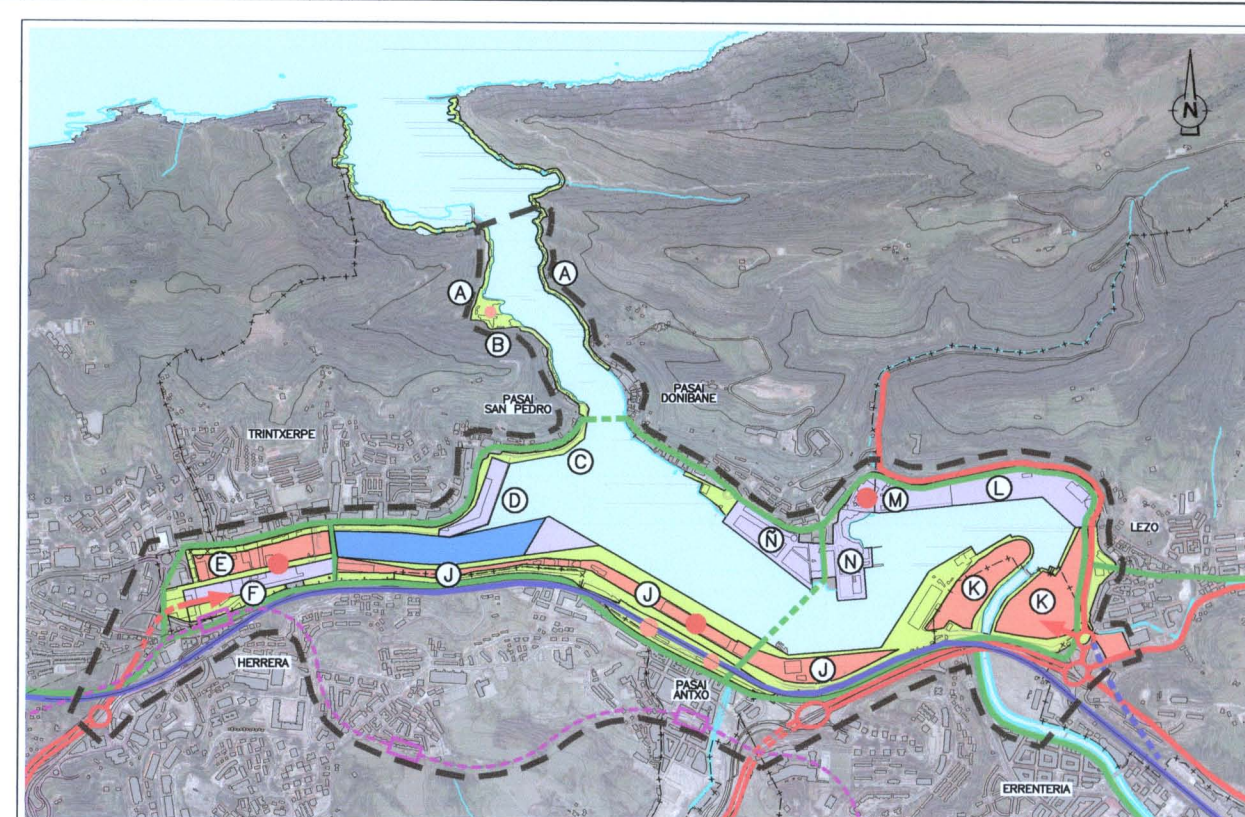 N
A
A
B
PASAI
SAN PEDRO
PASAI
DONIBANE
TRINTXERPE
C
D
M
L
LEZO
Ñ
N
E
F
J
J
K
K
HERRERA
J
PASAI
ANTXO
ERRENTERIA